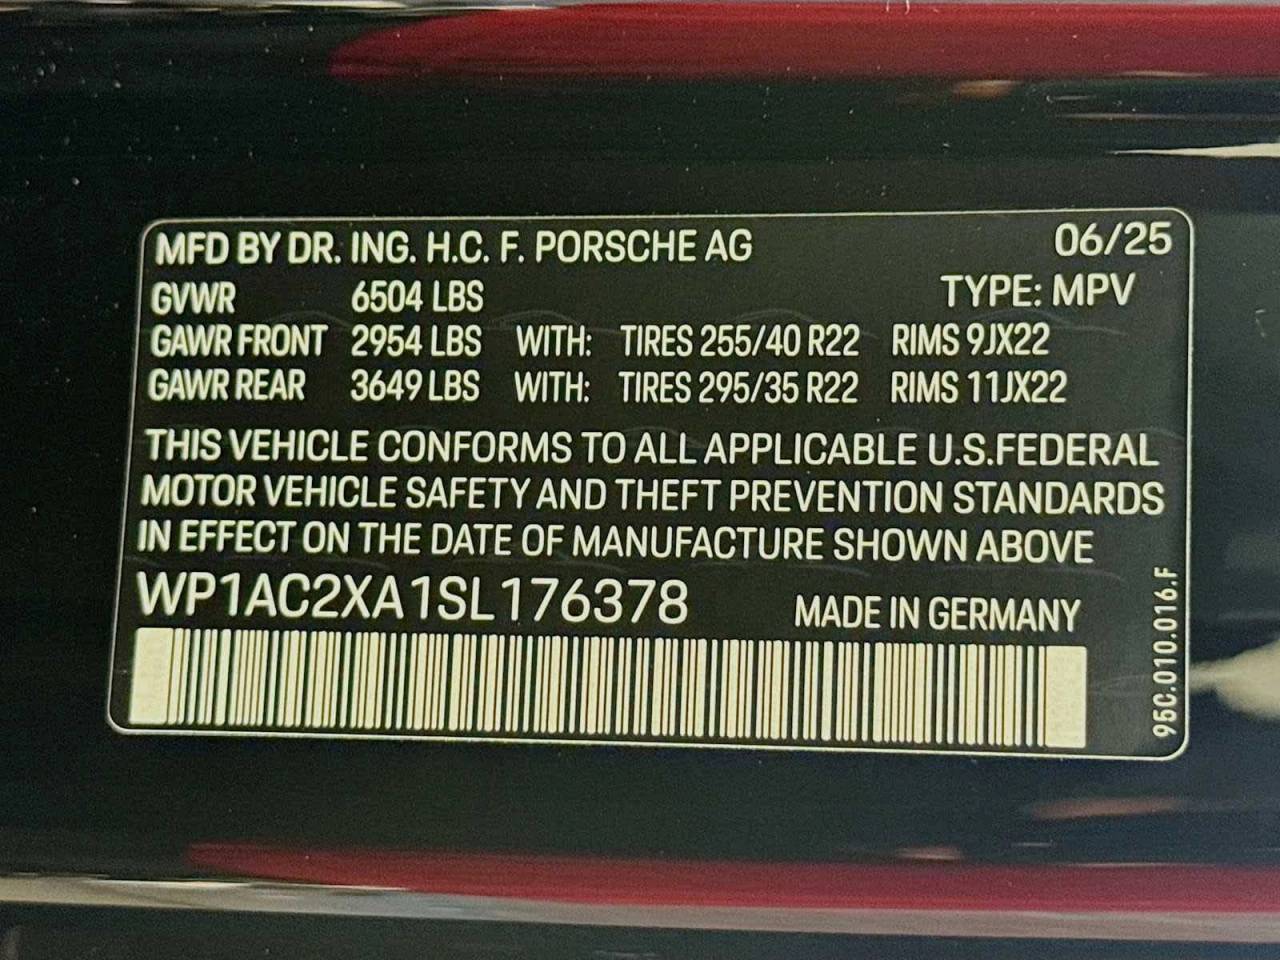 MFD BY DR. ING. H.C. F. PORSCHE AG 06/25
GVWR 6504 LBS TYPE: MPV
GAWR FRONT 2954 LBS WITH: TIRES 255/40 R22 RIMS 9JX22
GAWR REAR 3649 LBS WITH: TIRES 295/35 R22 RIMS 11JX22
THIS VEHICLE CONFORMS TO ALL APPLICABLE U.S.FEDERAL
MOTOR VEHICLE SAFETY AND THEFT PREVENTION STANDARDS
IN EFFECT ON THE DATE OF MANUFACTURE SHOWN ABOVE
WP1AC2XA1SL176378 MADE IN GERMANY
95C.010.016.F